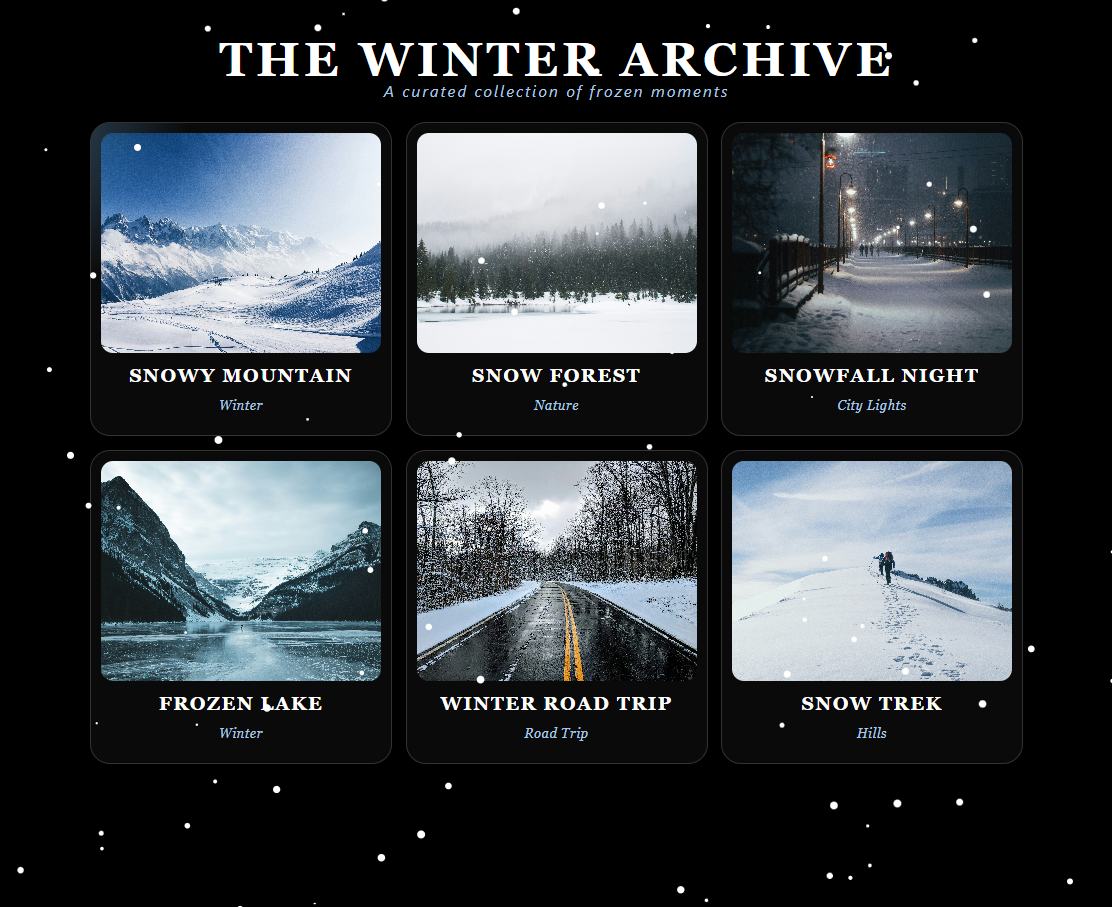 THE WINTER ARCHIVE
A curated collection of frozen moments
SNOWY MOUNTAIN
Winter
SNOW FOREST
Nature
SNOWFALL NIGHT
City Lights
FROZEN LAKE
Winter
WINTER ROAD TRIP
Road Trip
SNOW TREK
Hills